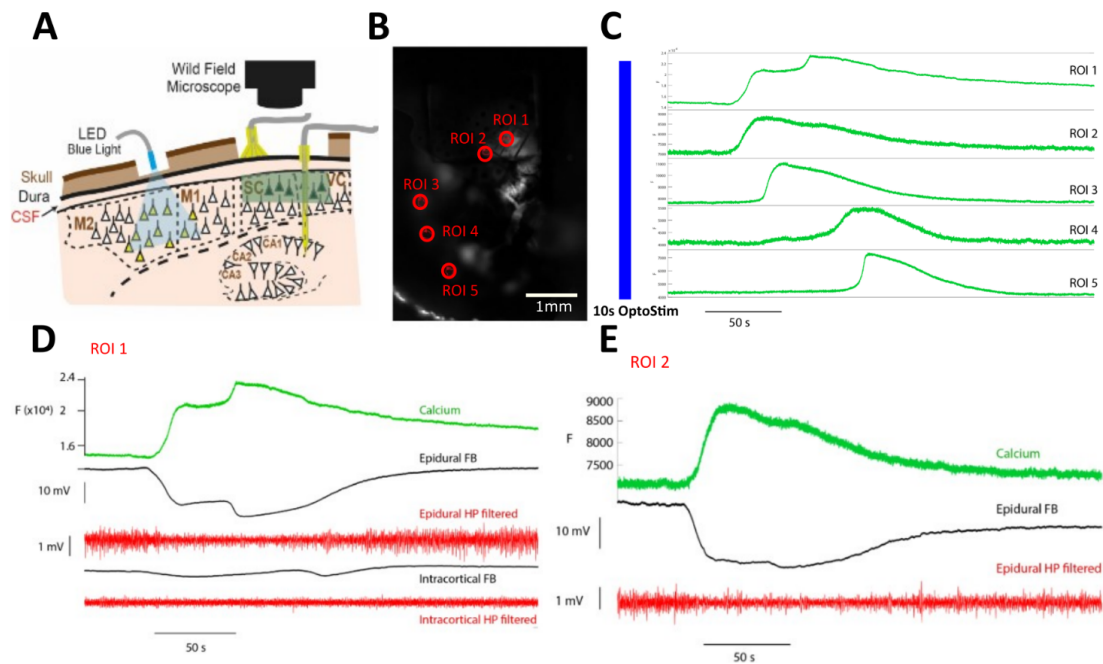 A
B
C
Wild Field
Microscope
LED
Blue Light
Skull
Dura
CSF
M2
M1
SC
VC
CA1
CA2
CA3
ROI 1
ROI 2
ROI 3
ROI 4
ROI 5
1mm
10s OptoStim
ROI 1
ROI 2
ROI 3
ROI 4
ROI 5
50 s
D
ROI 1
2.4
F (x10⁴)
2
1.6
Calcium
Epidural FB
10 mV
Epidural HP filtered
1 mV
Intracortical FB
Intracortical HP filtered
50 s
E
ROI 2
9000
8500
F
8000
7500
Calcium
Epidural FB
10 mV
Epidural HP filtered
1 mV
50 s